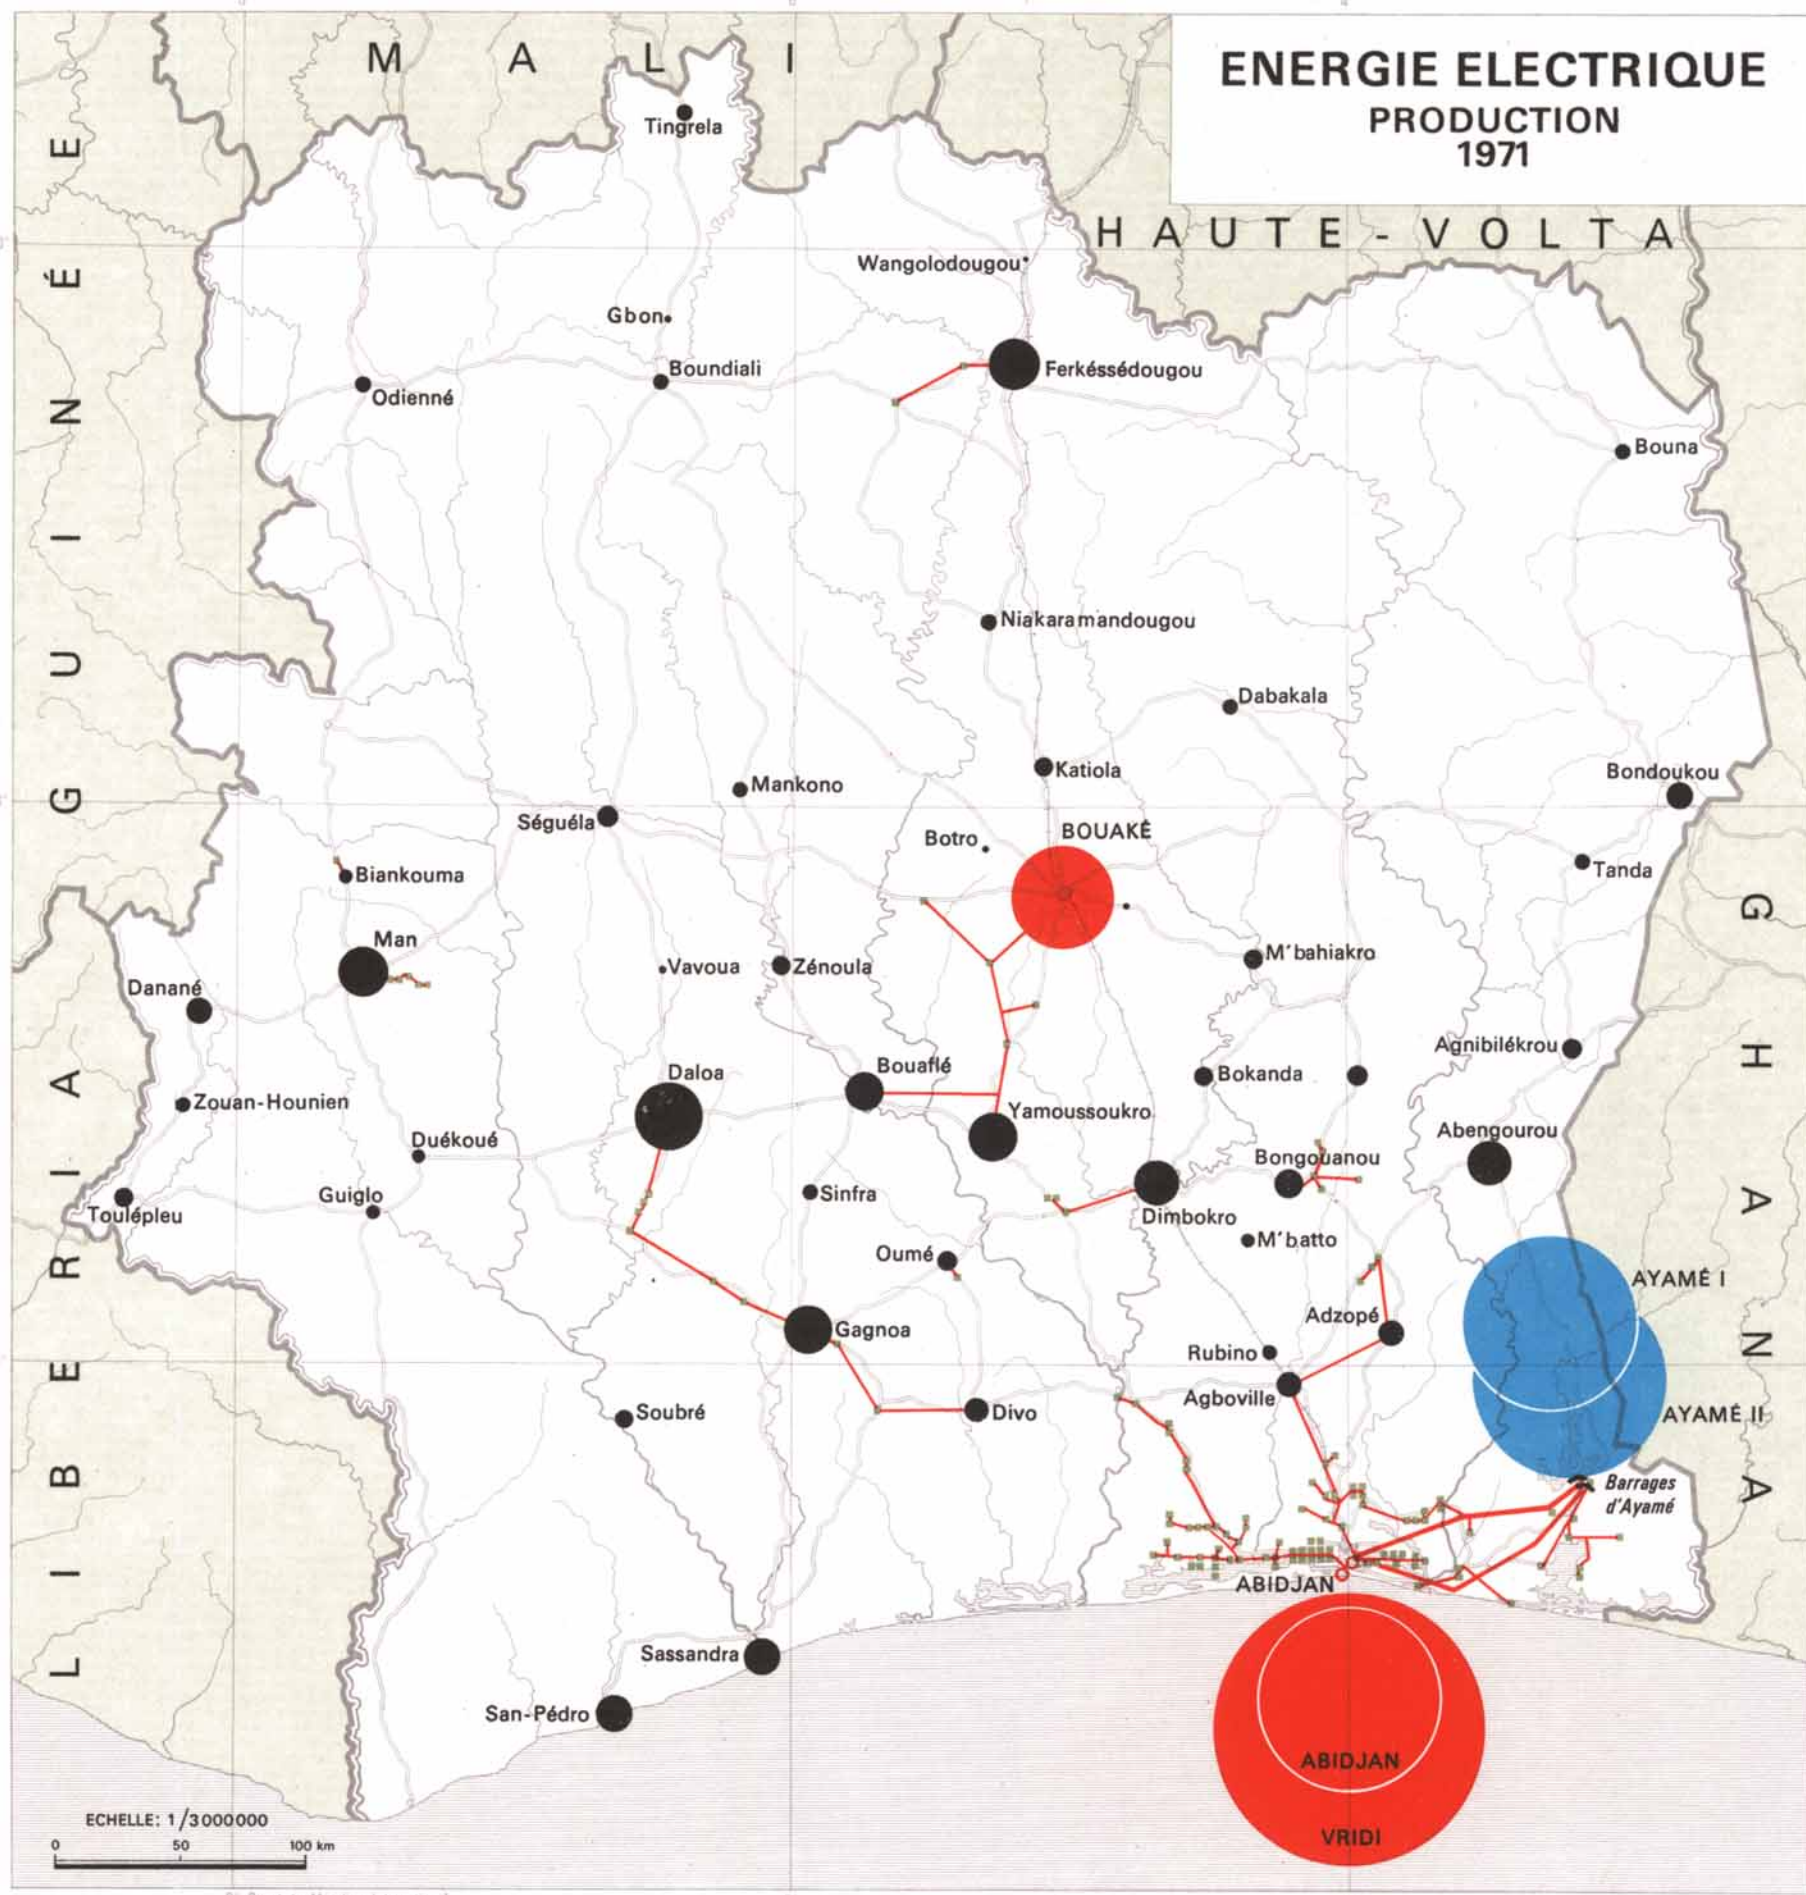 ENERGIE ELECTRIQUE
PRODUCTION
1971
MALI
HAUTE-VOLTA
GUINÉE
LIBERIA
GHANA
Tingrela
Wangolodougou
Gbon
Boundiali
Ferkéssédougou
Odienné
Bouna
Niakaramandougou
Dabakala
Katiola
Bondoukou
Mankono
Séguéla
Botro
BOUAKÉ
Tanda
Biankouma
Man
M'bahiakro
Vavoua
Zénoula
Danané
Agnibilékrou
Bouaflé
Daloa
Bokanda
Zouan-Hounien
Yamoussoukro
Abengourou
Duékoué
Bongouanou
Guiglo
Sinfra
Toulépleu
Dimbokro
M'batto
Oumé
AYAMÉ I
Adzopé
Gagnoa
Rubino
Agboville
Soubré
Divo
AYAMÉ II
Barrages
d'Ayamé
ABIDJAN
Sassandra
San-Pédro
ABIDJAN
VRIDI
ECHELLE: 1/3000000
0 50 100 km